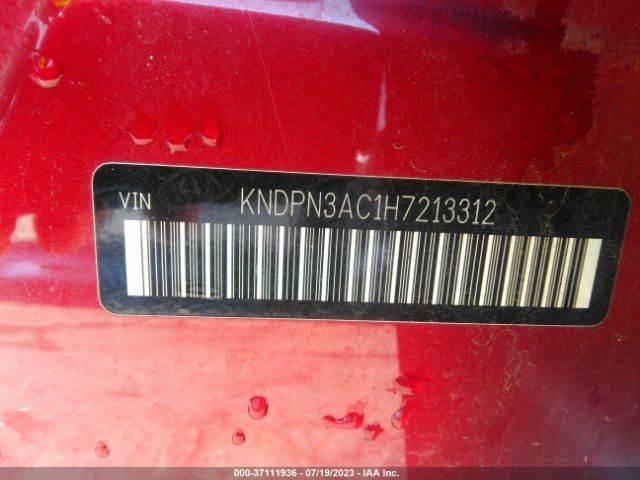 VIN KNDPN3AC1H7213312
000-37111936 - 07/19/2023 - IAA Inc.